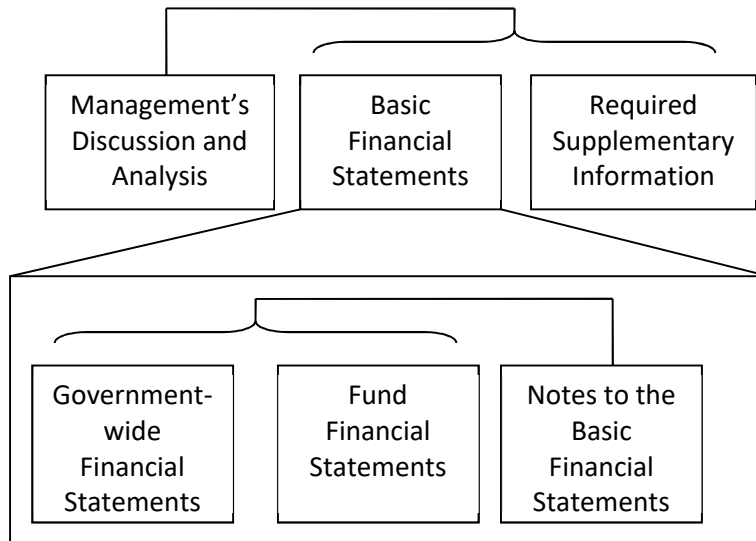 Management’s
Discussion and
Analysis
Basic
Financial
Statements
Required
Supplementary
Information
Government-
wide
Financial
Statements
Fund
Financial
Statements
Notes to the
Basic
Financial
Statements